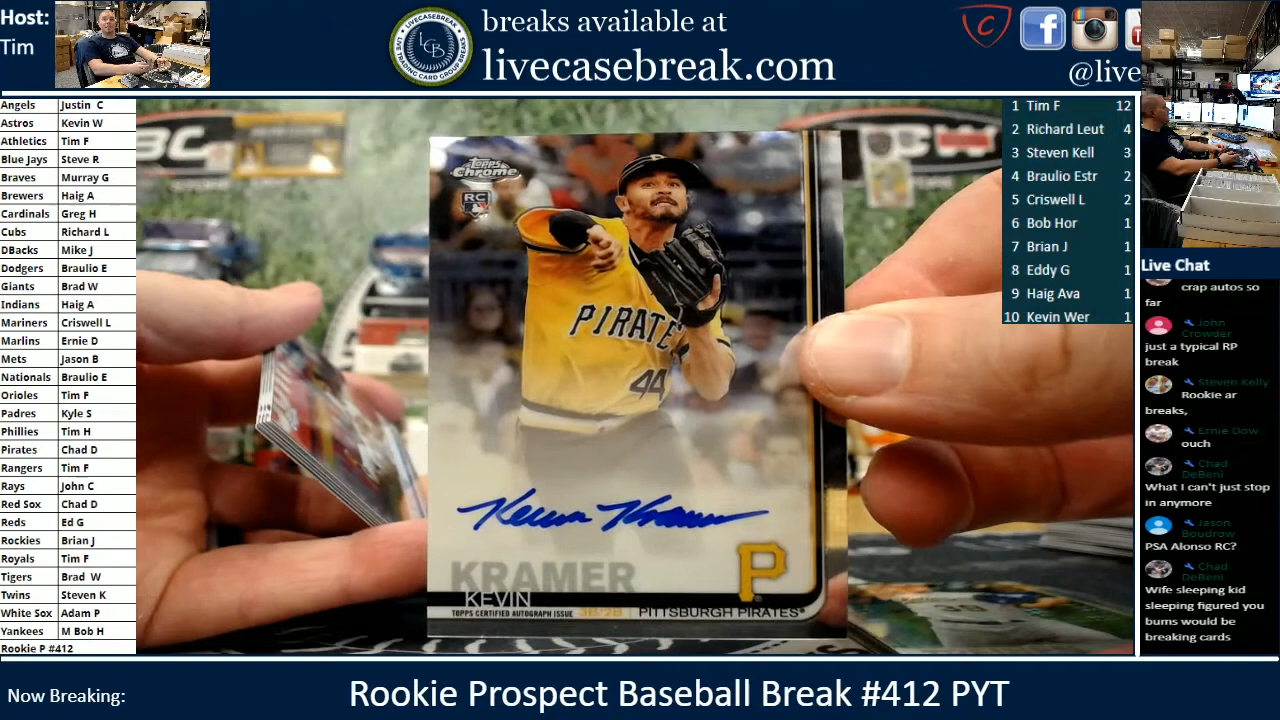 Host:
Tim
LIVECASEBREAK
LCB
LIVE TRADING CARD GROUP BREAKS
breaks available at
livecasebreak.com
@live
Angels Justin C
Astros Kevin W
Athletics Tim F
Blue Jays Steve R
Braves Murray G
Brewers Haig A
Cardinals Greg H
Cubs Richard L
DBacks Mike J
Dodgers Braulio E
Giants Brad W
Indians Haig A
Mariners Criswell L
Marlins Ernie D
Mets Jason B
Nationals Braulio E
Orioles Tim F
Padres Kyle S
Phillies Tim H
Pirates Chad D
Rangers Tim F
Rays John C
Red Sox Chad D
Reds Ed G
Rockies Brian J
Royals Tim F
Tigers Brad W
Twins Steven K
White Sox Adam P
Yankees M Bob H
Rookie P #412
Topps Chrome
RC
PIRATE
44
Kevin Kramer
KRAMER
KEVIN
TOPPS CERTIFIED AUTOGRAPH ISSUE
PITTSBURGH PIRATES®
P
1 Tim F 12
2 Richard Leut 4
3 Steven Kell 3
4 Braulio Estr 2
5 Criswell L 2
6 Bob Hor 1
7 Brian J 1
8 Eddy G 1
9 Haig Ava 1
10 Kevin Wer 1
Live Chat
crap autos so
far
John
Crowder
just a typical RP
break
Steven Kelly
Rookie ar
breaks,
Ernie Dow
ouch
Chad
DeBeni
What I can't just stop
in anymore
Jason
Boudrow
PSA Alonso RC?
Chad
DeBeni
Wife sleeping kid
sleeping figured you
bums would be
breaking cards
Now Breaking:
Rookie Prospect Baseball Break #412 PYT